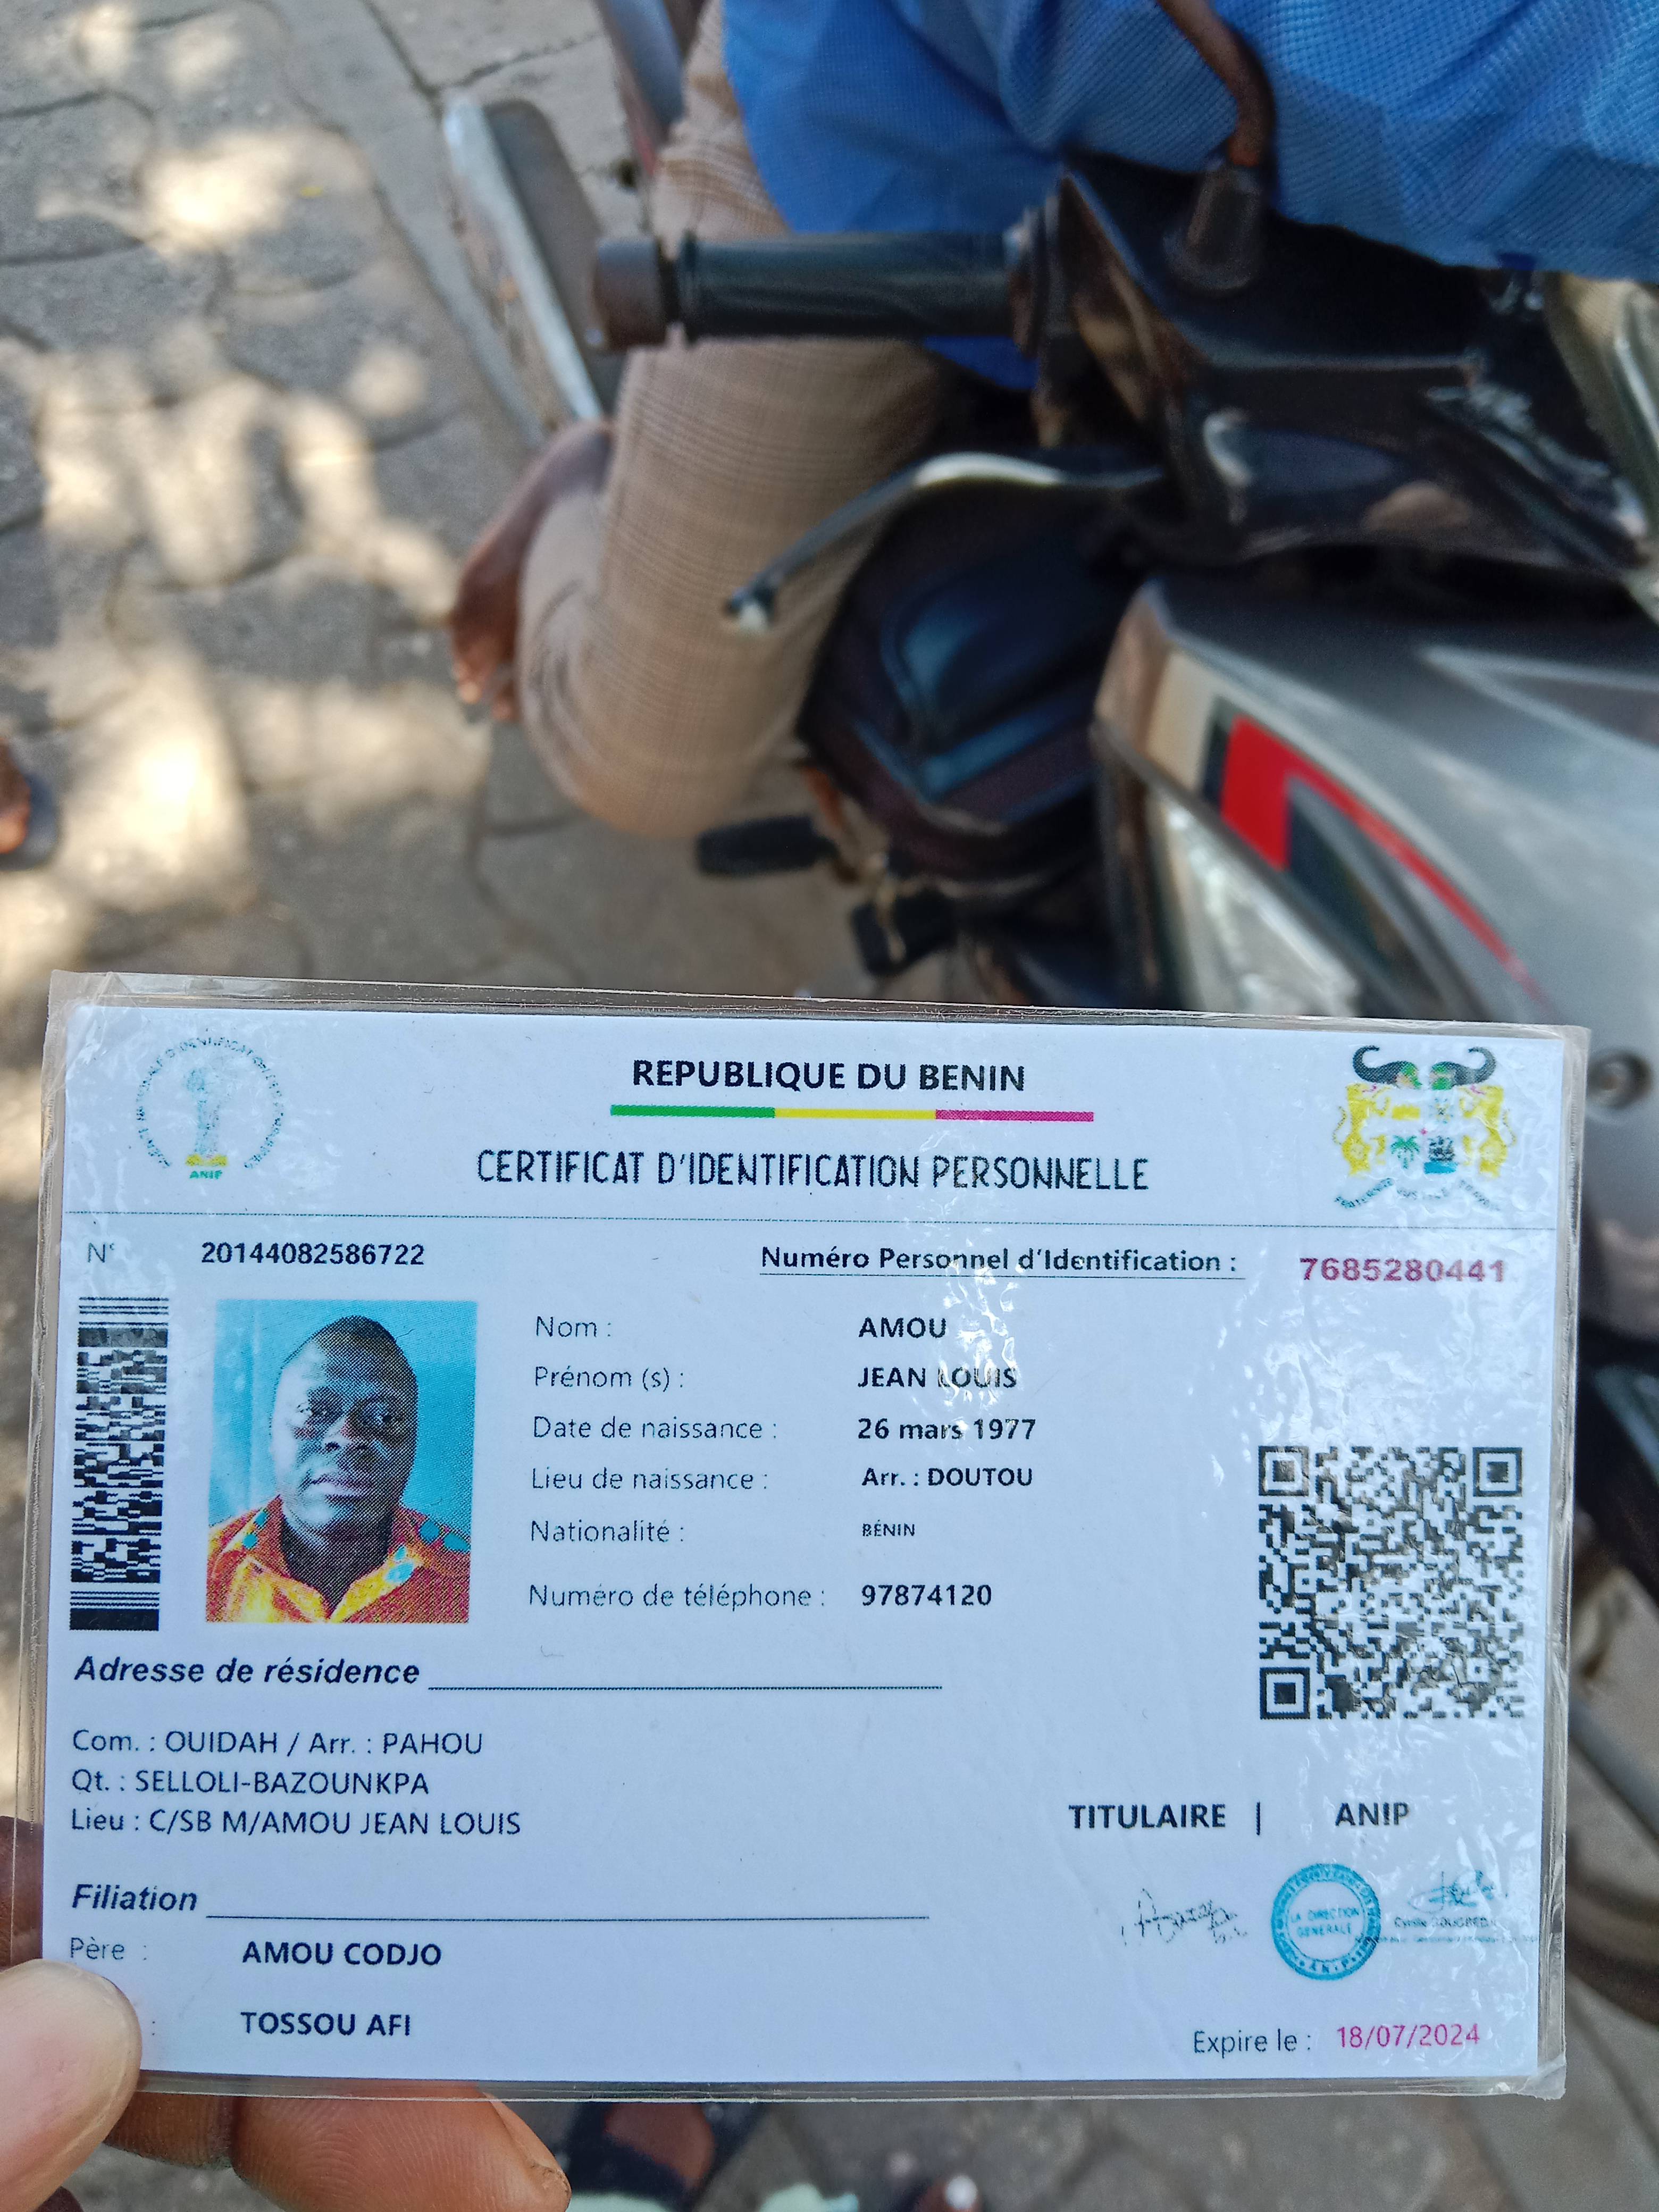 REPUBLIQUE DU BENIN
CERTIFICAT D'IDENTIFICATION PERSONNELLE
ANIP
N° 20144082586722 Numéro Personnel d'Identification : 7685280441
Nom : AMOU
Prénom (s) : JEAN LOUIS
Date de naissance : 26 mars 1977
Lieu de naissance : Arr. : DOUTOU
Nationalité : BÉNIN
Numéro de téléphone : 97874120
Adresse de résidence
Com. : OUIDAH / Arr. : PAHOU
Qt. : SELLOLI-BAZOUNKPA
Lieu : C/SB M/AMOU JEAN LOUIS
TITULAIRE | ANIP
Filiation
Père : AMOU CODJO
: TOSSOU AFI
LA DIRECTION
GENERALE
Expire le : 18/07/2024